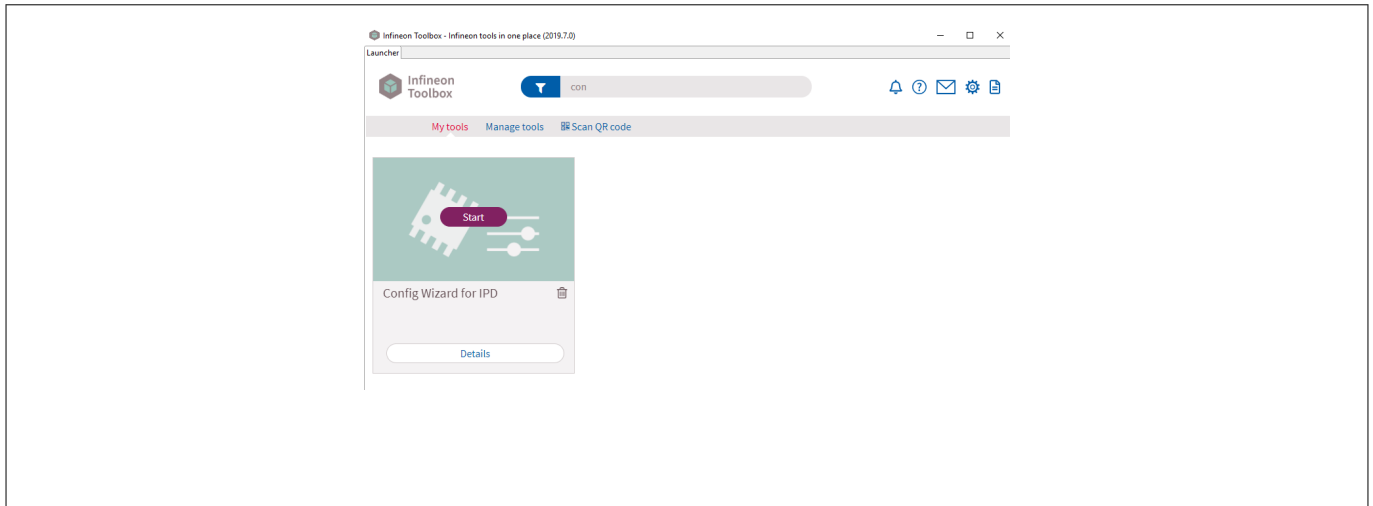 Infineon Toolbox - Infineon tools in one place (2019.7.0)
Launcher
Infineon
Toolbox
con
My tools Manage tools Scan QR code
Start
Config Wizard for IPD
Details